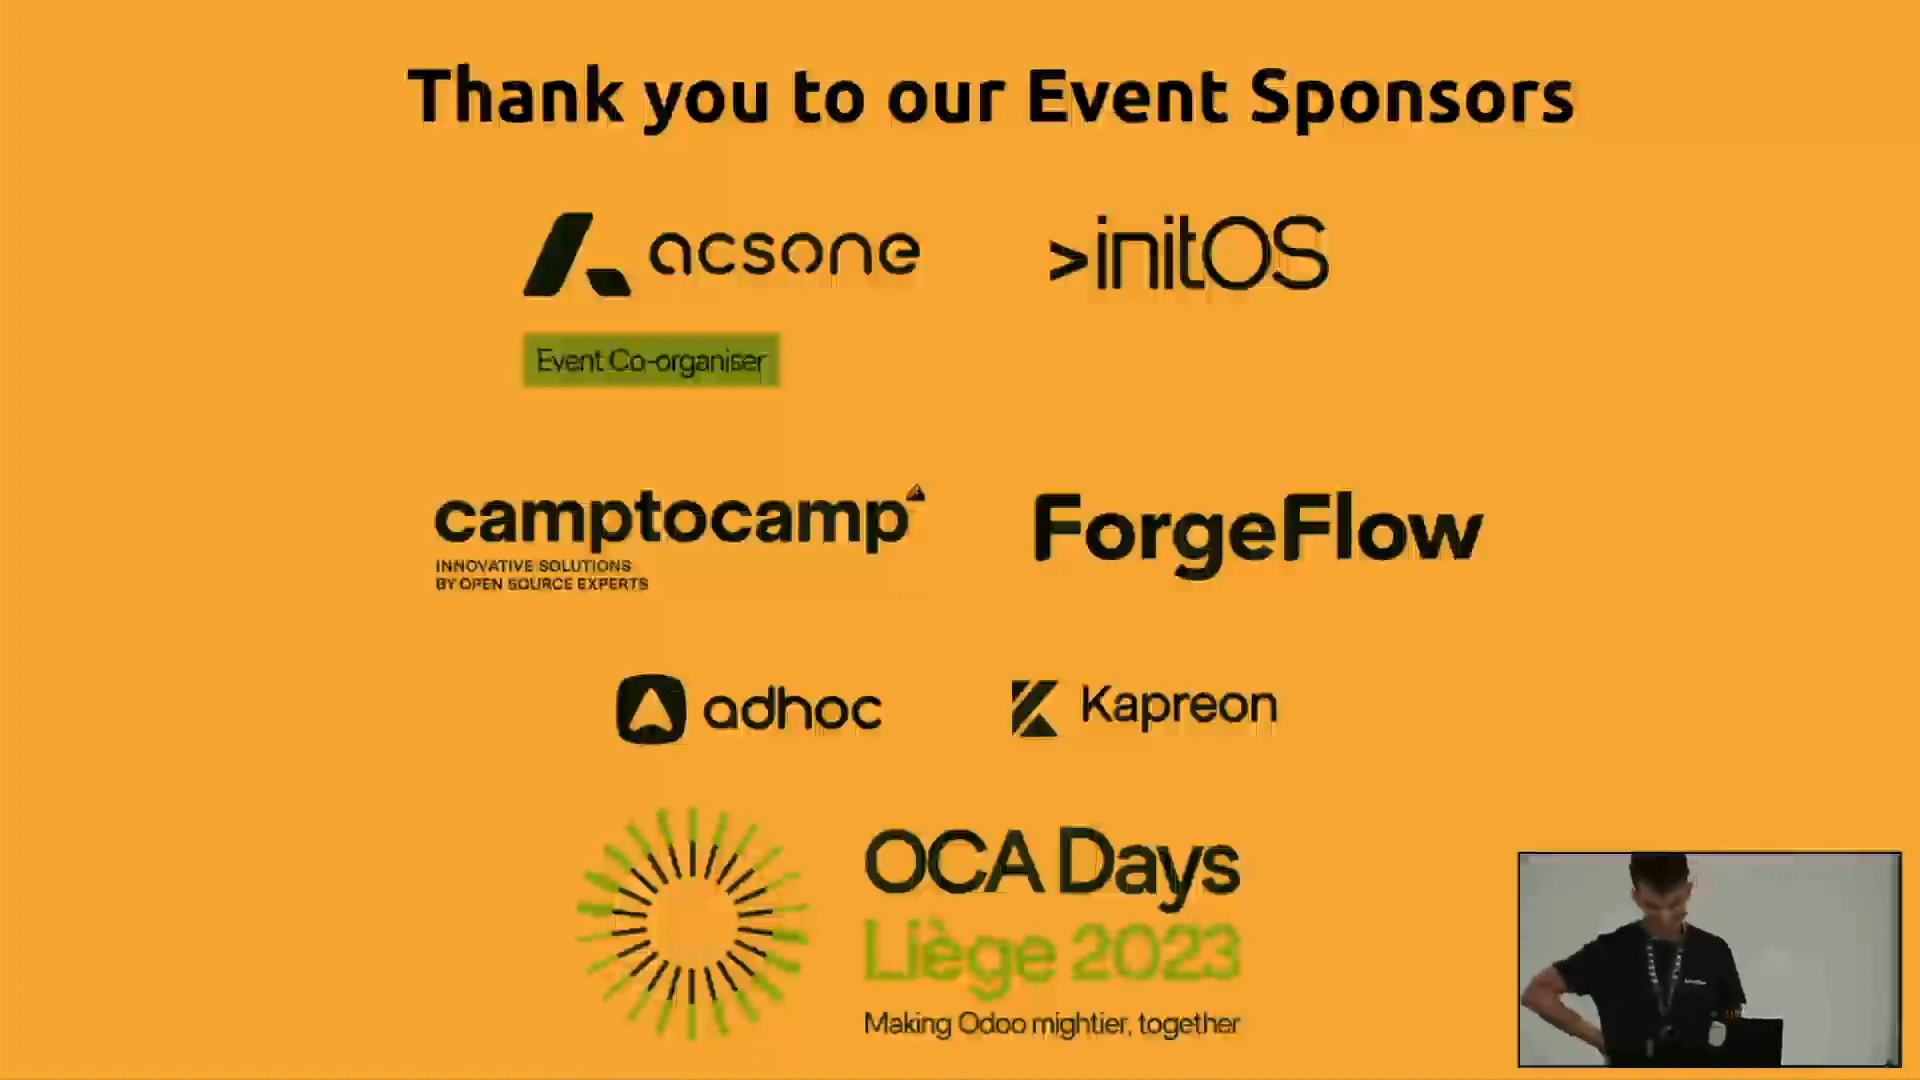 Thank you to our Event Sponsors
acsone
>initOS
Event Co-organiser
camptocamp
INNOVATIVE SOLUTIONS
BY OPEN SOURCE EXPERTS
ForgeFlow
adhoc
Kapreon
OCA Days
Liège 2023
Making Odoo mightier, together